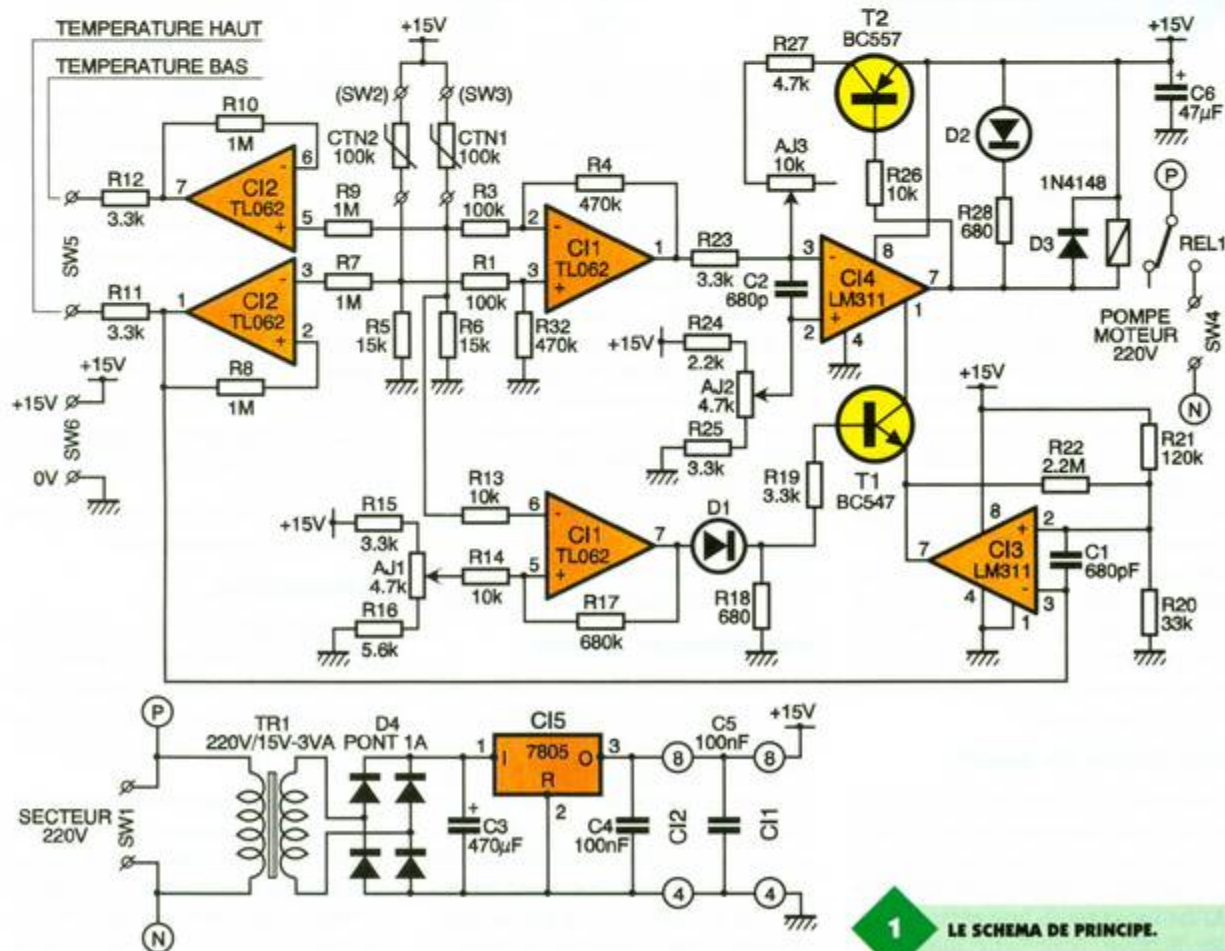 TEMPERATURE HAUT
TEMPERATURE BAS
+15V
(SW2)
(SW3)
CTN2
100k
CTN1
100k
T2
BC557
R27
4.7k
+15V
C6
47µF
D2
AJ3
10k
R26
10k
1N4148
P
R28
680
D3
REL1
POMPE
MOTEUR
220V
SW4
N
R10
1M
R12
3.3k
7
6
5
CI2
TL062
-
+
R9
1M
R3
100k
R4
470k
SW5
R11
3.3k
1
3
2
CI2
TL062
-
+
R7
1M
R1
100k
2
3
1
-
+
CI1
TL062
R23
3.3k
C2
680p
3
2
8
7
1
4
-
+
CI4
LM311
R8
1M
R5
15k
R6
15k
R32
470k
+15V
R24
2.2k
AJ2
4.7k
R25
3.3k
+15V
+15V
SW6
0V
+15V
R15
3.3k
AJ1
4.7k
R16
5.6k
R13
10k
R14
10k
6
5
7
-
+
CI1
TL062
R17
680k
D1
R18
680
R19
3.3k
T1
BC547
+15V
R22
2.2M
R21
120k
8
7
4
1
2
3
+
-
CI3
LM311
C1
680pF
R20
33k
P
SECTEUR
220V
SW1
N
TR1
220V/15V-3VA
D4
PONT 1A
C3
470µF
+
CI5
7805
1
I
O
3
R
2
C4
100nF
8
CI2
4
C5
100nF
8
CI1
4
+15V
1
LE SCHEMA DE PRINCIPE.